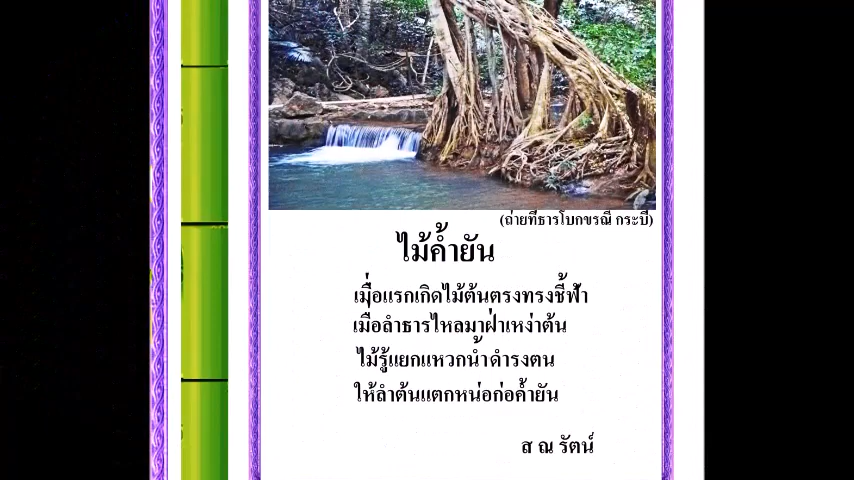 (ถ่ายที่ธารโบกขรณี กระบี่)
ไม้ค้ำยัน
เมื่อแรกเกิดไม้ต้นตรงทรงชี้ฟ้า
เมื่อลำธารไหลมาฝ่าเหง่าต้น
ไม้รู้แยกแหวกน้ำดำรงตน
ให้ลำต้นแตกหน่อก่อค้ำยัน
ส ณ รัตน์